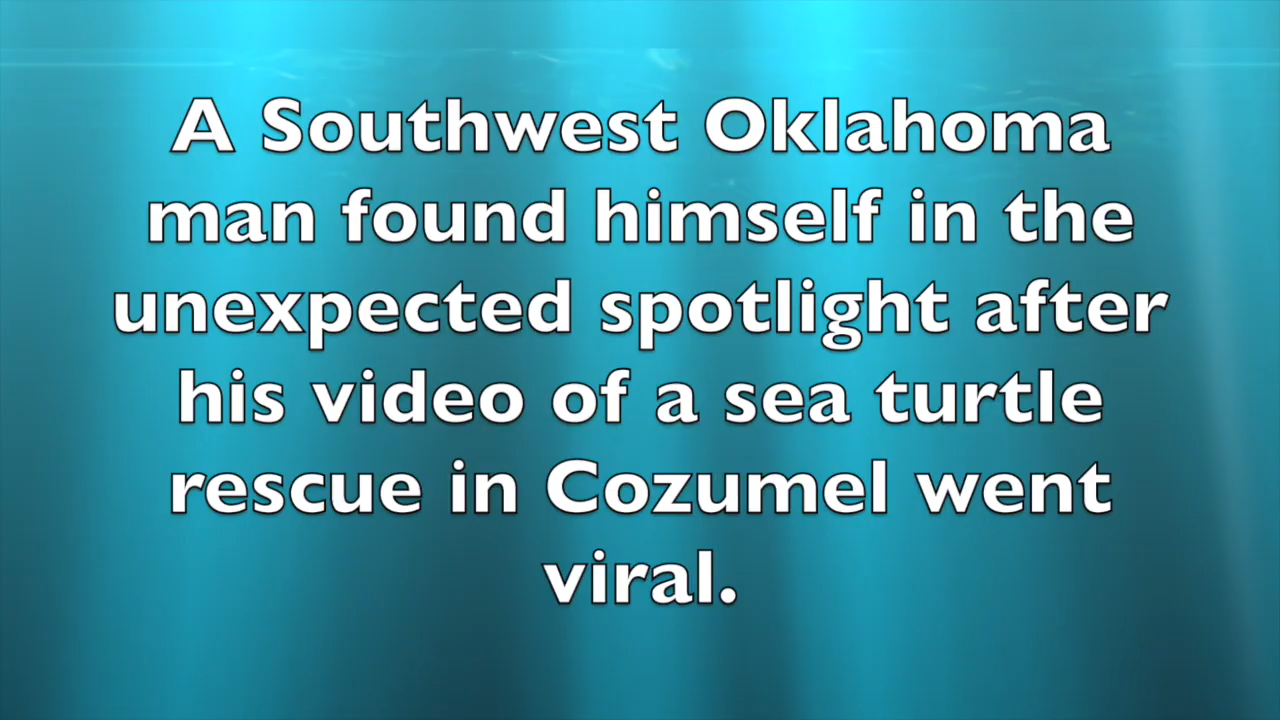 A Southwest Oklahoma
man found himself in the
unexpected spotlight after
his video of a sea turtle
rescue in Cozumel went
viral.